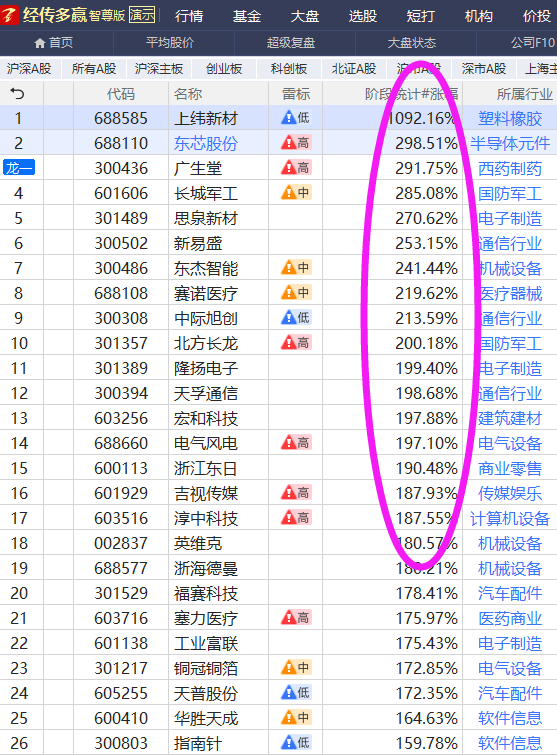 经传多赢智尊版 演示 行情 基金 大盘 选股 短打 机构 价投
首页 平均股价 超级复盘 大盘状态 公司F10
沪深A股 所有A股 沪深主板 创业板 科创板 北证A股 沪市A股 深市A股 上海主
代码 名称 雷标 阶段统计#涨幅 所属行业
1 688585 上纬新材 低 1092.16% 塑料橡胶
2 688110 东芯股份 高 298.51% 半导体元件
龙一 300436 广生堂 高 291.75% 西药制药
4 601606 长城军工 中 285.08% 国防军工
5 301489 思泉新材 270.62% 电子制造
6 300502 新易盛 253.15% 通信行业
7 300486 东杰智能 中 241.44% 机械设备
8 688108 赛诺医疗 中 219.62% 医疗器械
9 300308 中际旭创 低 213.59% 通信行业
10 301357 北方长龙 高 200.18% 国防军工
11 301389 隆扬电子 199.40% 电子制造
12 300394 天孚通信 198.68% 通信行业
13 603256 宏和科技 197.88% 建筑建材
14 688660 电气风电 高 197.10% 电气设备
15 600113 浙江东日 190.48% 商业零售
16 601929 吉视传媒 高 187.93% 传媒娱乐
17 603516 淳中科技 高 187.55% 计算机设备
18 002837 英维克 180.57% 机械设备
19 688577 浙海德曼 180.21% 机械设备
20 301529 福赛科技 178.41% 汽车配件
21 603716 塞力医疗 高 175.97% 医药商业
22 601138 工业富联 175.43% 电子制造
23 301217 铜冠铜箔 中 172.85% 电气设备
24 605255 天普股份 低 172.35% 汽车配件
25 600410 华胜天成 中 164.63% 软件信息
26 300803 指南针 低 159.78% 软件信息